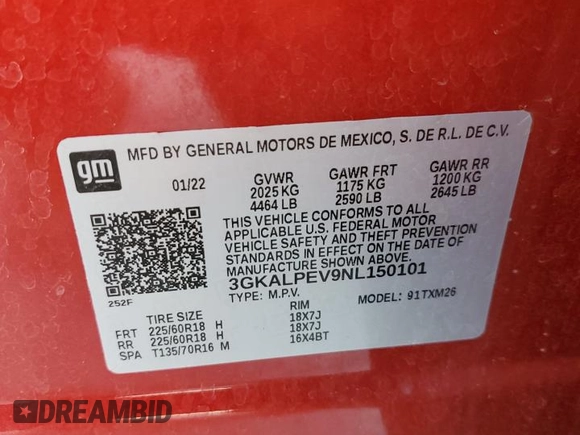 gm
MFD BY GENERAL MOTORS DE MEXICO, S. DE R.L. DE C.V.
01/22 GVWR GAWR FRT GAWR RR
2025 KG 1175 KG 1200 KG
4464 LB 2590 LB 2645 LB
THIS VEHICLE CONFORMS TO ALL
APPLICABLE U.S. FEDERAL MOTOR
VEHICLE SAFETY AND THEFT PREVENTION
STANDARDS IN EFFECT ON THE DATE OF
MANUFACTURE SHOWN ABOVE.
3GKALPEV9NL150101
252F TYPE: M.P.V. MODEL: 91TXM26
TIRE SIZE RIM
FRT 225/60R18 H 18X7J
RR 225/60R18 H 18X7J
SPA T135/70R16 M 16X4BT
DREAMBID